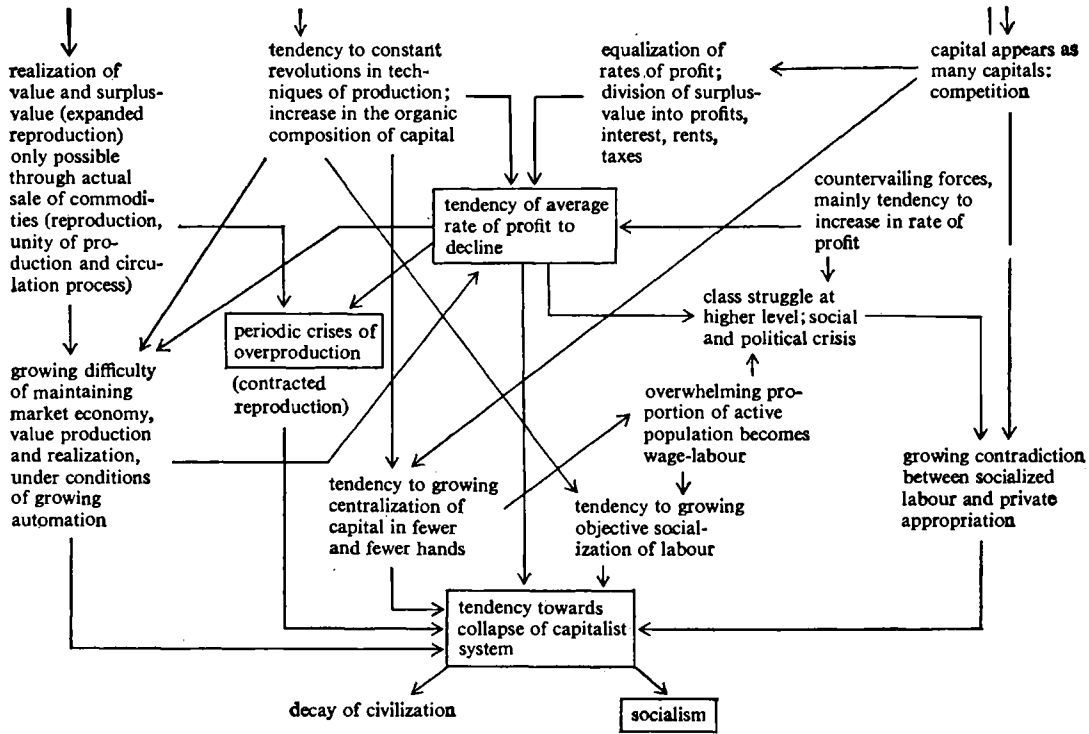 realization of
value and surplus-
value (expanded
reproduction)
only possible
through actual
sale of commodi-
ties (reproduction,
unity of pro-
duction and circu-
lation process)
tendency to constant
revolutions in tech-
niques of production;
increase in the organic
composition of capital
equalization of
rates of profit;
division of surplus-
value into profits,
interest, rents,
taxes
capital appears as
many capitals:
competition
countervailing forces,
mainly tendency to
increase in rate of
profit
tendency of average
rate of profit to
decline
class struggle at
higher level; social
and political crisis
periodic crises of
overproduction
(contracted
reproduction)
growing difficulty
of maintaining
market economy,
value production
and realization,
under conditions
of growing
automation
overwhelming pro-
portion of active
population becomes
wage-labour
growing contradiction
between socialized
labour and private
appropriation
tendency to growing
centralization of
capital in fewer
and fewer hands
tendency to growing
objective social-
ization of labour
tendency towards
collapse of capitalist
system
decay of civilization
socialism